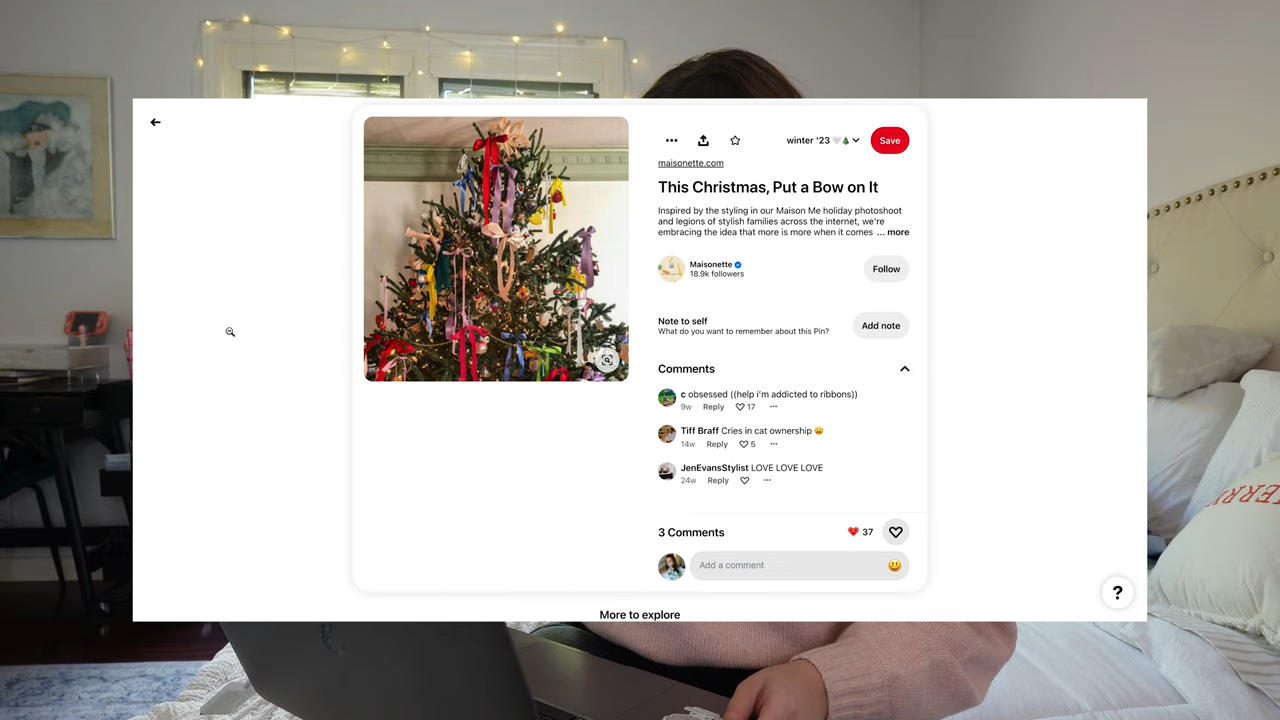 winter '23 🤍🎄
Save
maisonette.com
This Christmas, Put a Bow on It
Inspired by the styling in our Maison Me holiday photoshoot
and legions of stylish families across the internet, we're
embracing the idea that more is more when it comes ... more
Maisonette
18.9k followers
Follow
Note to self
What do you want to remember about this Pin?
Add note
Comments
c obsessed ((help i'm addicted to ribbons))
9w Reply 17 ...
Tiff Braff Cries in cat ownership 😩
14w Reply 5 ...
JenEvansStylist LOVE LOVE LOVE
24w Reply ...
3 Comments
❤️ 37
Add a comment
😃
?
More to explore